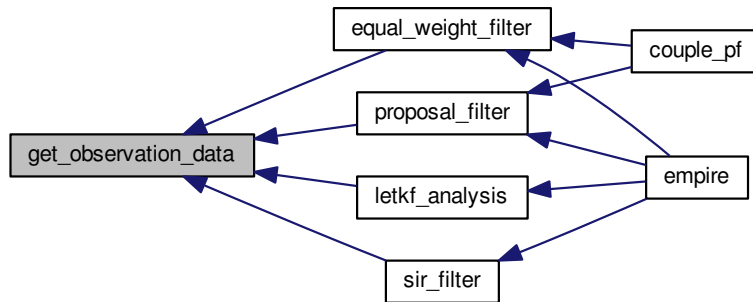 get_observation_data
equal_weight_filter
proposal_filter
letkf_analysis
sir_filter
couple_pf
empire